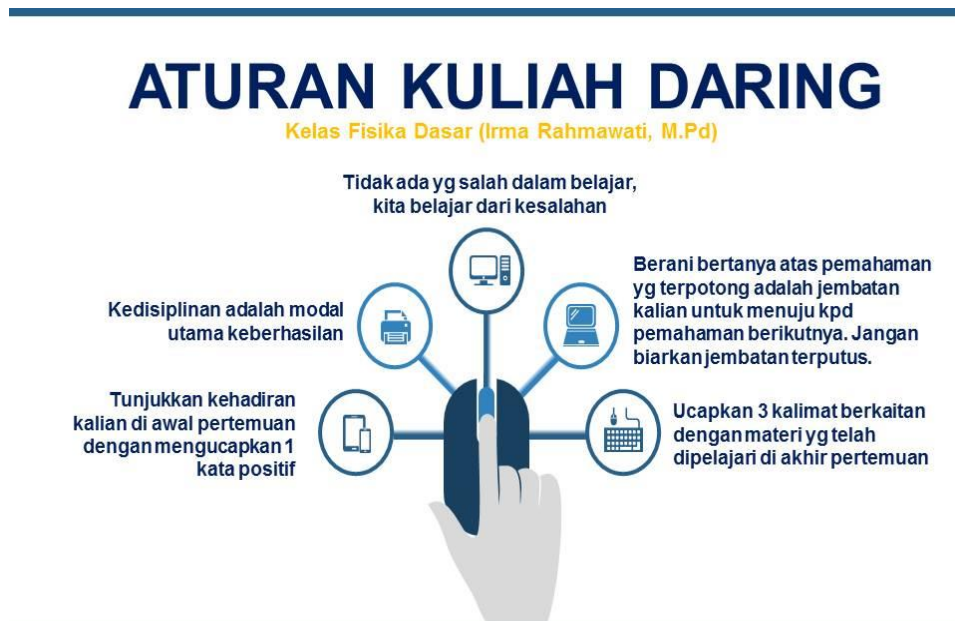 ATURAN KULIAH DARING
Kelas Fisika Dasar (Irma Rahmawati, M.Pd)
Tidak ada yg salah dalam belajar,
kita belajar dari kesalahan
Kedisiplinan adalah modal
utama keberhasilan
Berani bertanya atas pemahaman
yg terpotong adalah jembatan
kalian untuk menuju kpd
pemahaman berikutnya. Jangan
biarkan jembatan terputus.
Tunjukkan kehadiran
kalian di awal pertemuan
dengan mengucapkan 1
kata positif
Ucapkan 3 kalimat berkaitan
dengan materi yg telah
dipelajari di akhir pertemuan